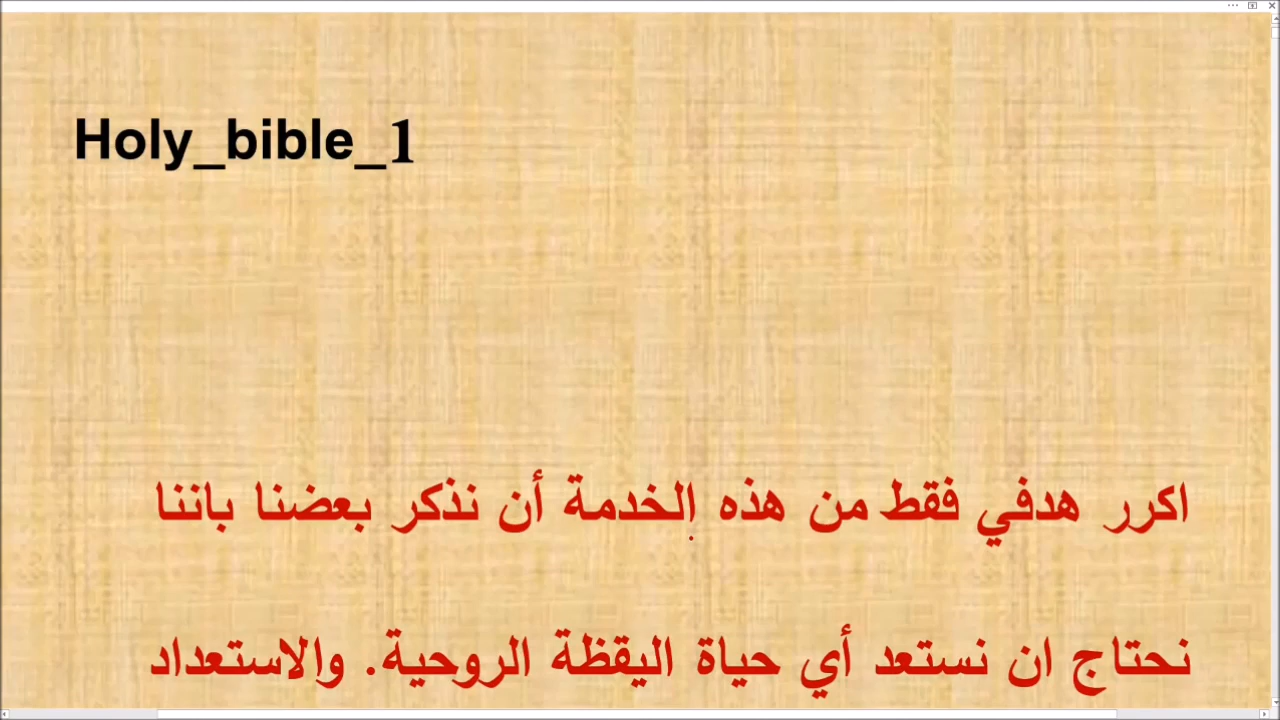 Holy_bible_1
اكرر هدفي فقط من هذه الخدمة أن نذكر بعضنا باننا
نحتاج ان نستعد أي حياة اليقظة الروحية. والاستعداد